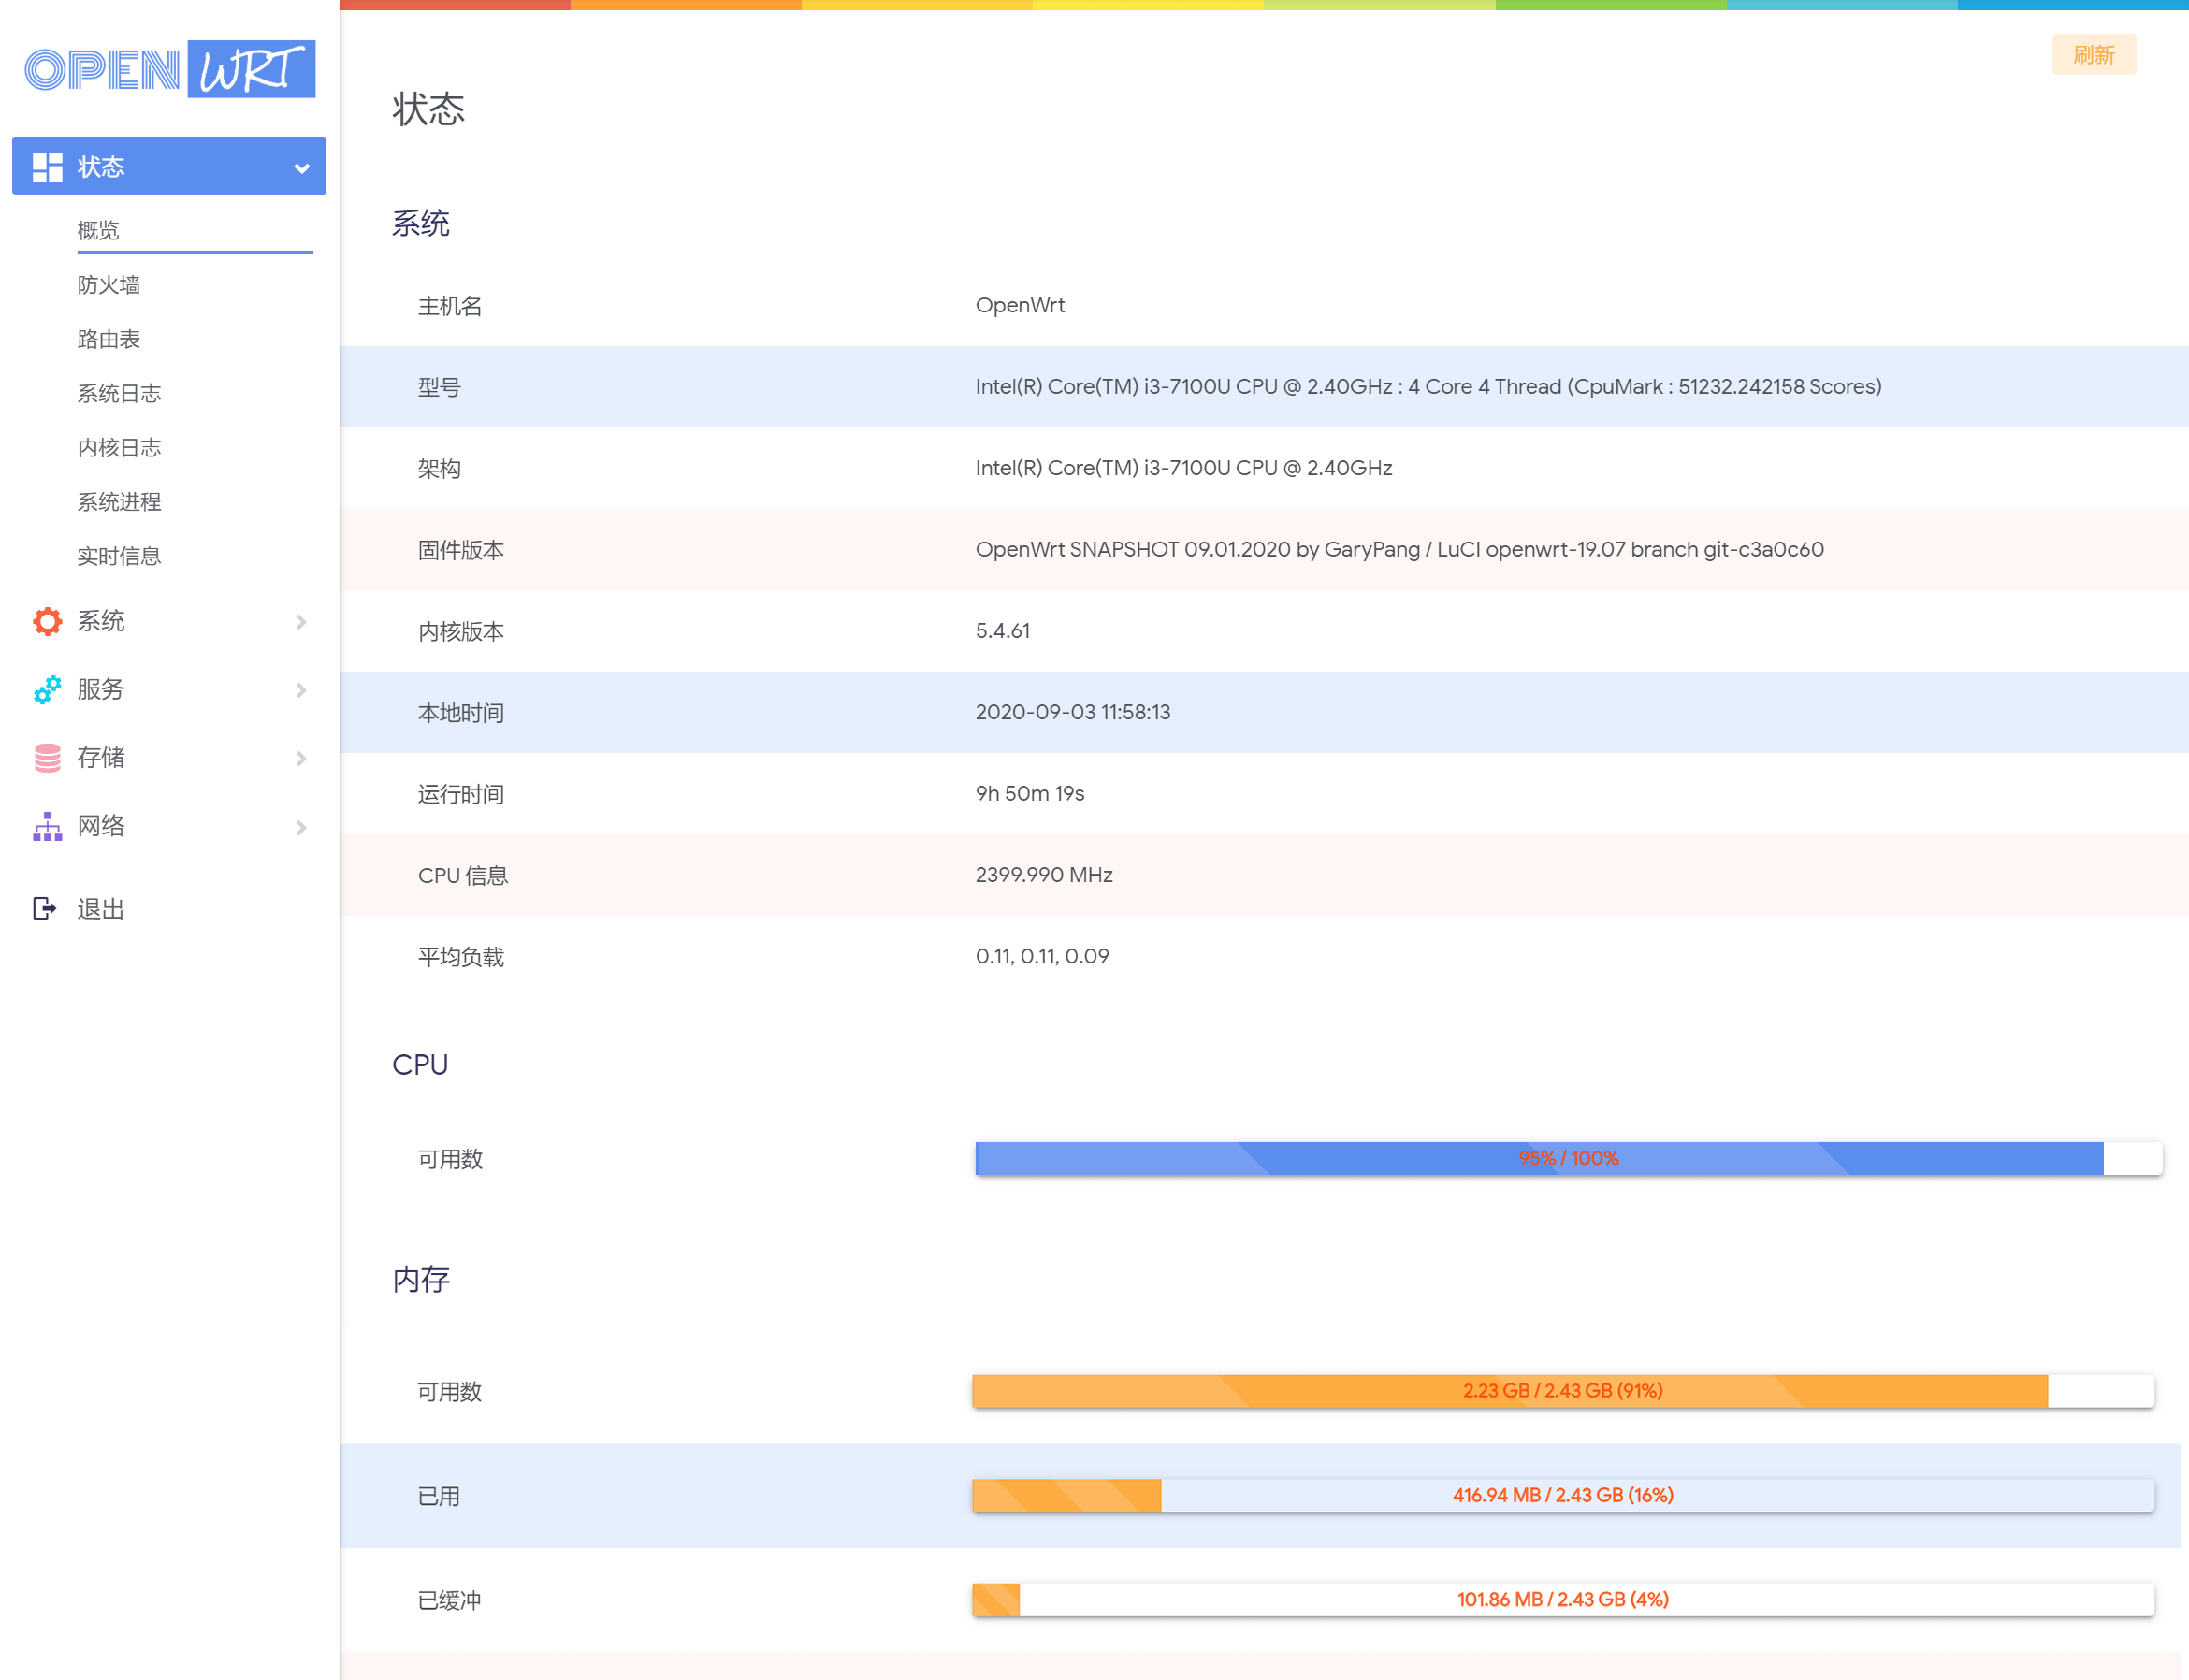 OPENWRT
状态
概览
防火墙
路由表
系统日志
内核日志
系统进程
实时信息
系统
服务
存储
网络
退出
刷新
状态
系统
主机名 OpenWrt
型号 Intel(R) Core(TM) i3-7100U CPU @ 2.40GHz : 4 Core 4 Thread (CpuMark : 51232.242158 Scores)
架构 Intel(R) Core(TM) i3-7100U CPU @ 2.40GHz
固件版本 OpenWrt SNAPSHOT 09.01.2020 by GaryPang / LuCI openwrt-19.07 branch git-c3a0c60
内核版本 5.4.61
本地时间 2020-09-03 11:58:13
运行时间 9h 50m 19s
CPU 信息 2399.990 MHz
平均负载 0.11, 0.11, 0.09
CPU
可用数 95% / 100%
内存
可用数 2.23 GB / 2.43 GB (91%)
已用 416.94 MB / 2.43 GB (16%)
已缓冲 101.86 MB / 2.43 GB (4%)